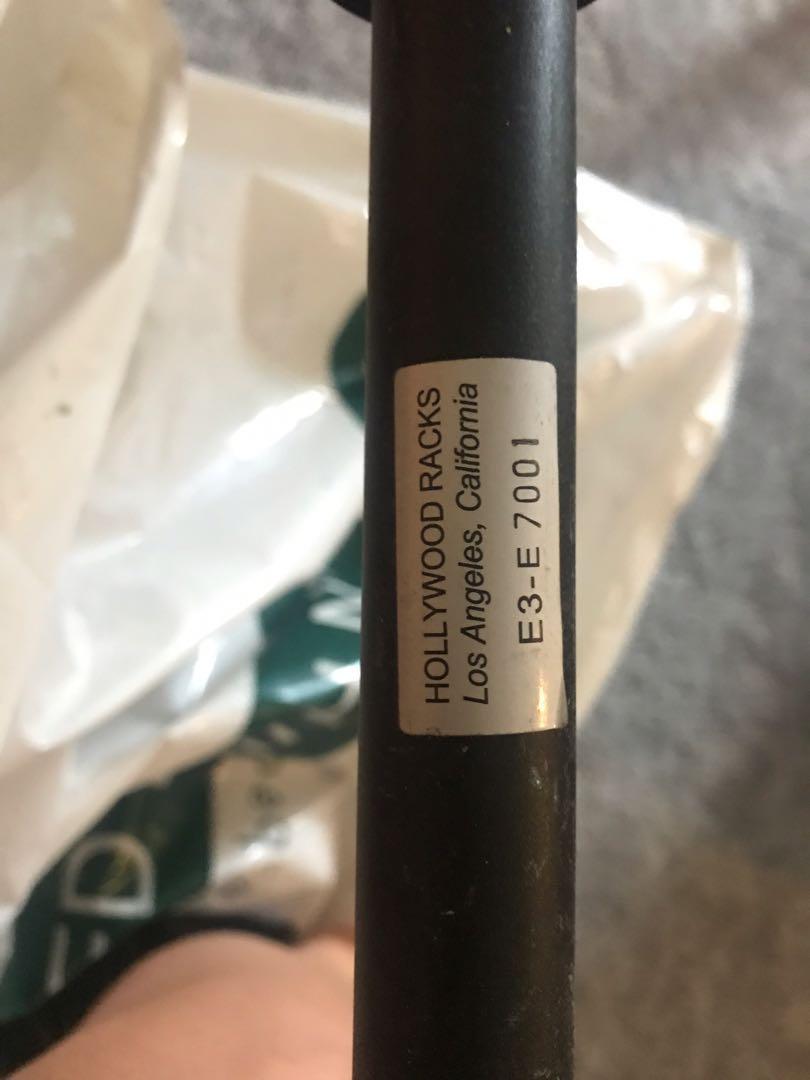 HOLLYWOOD RACKS
Los Angeles, California
E3-E 7001